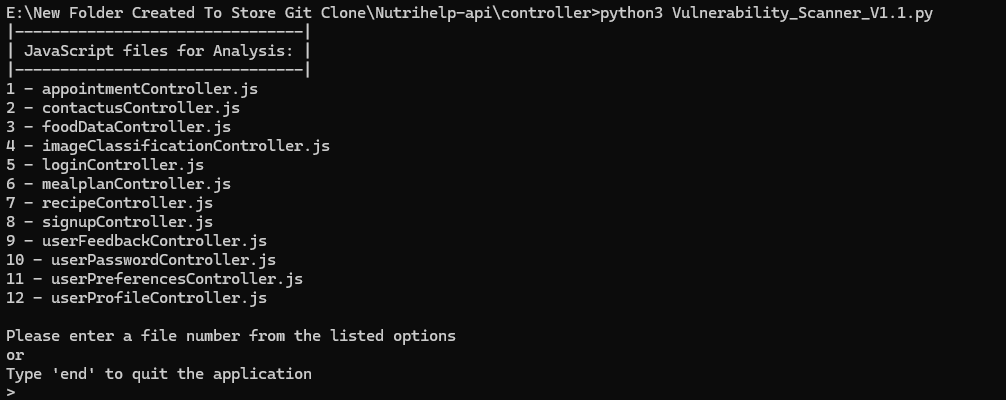 E:\New Folder Created To Store Git Clone\Nutrihelp-api\controller>python3 Vulnerability_Scanner_V1.1.py
|--------------------------------|
| JavaScript files for Analysis: |
|--------------------------------|
1 - appointmentController.js
2 - contactusController.js
3 - foodDataController.js
4 - imageClassificationController.js
5 - loginController.js
6 - mealplanController.js
7 - recipeController.js
8 - signupController.js
9 - userFeedbackController.js
10 - userPasswordController.js
11 - userPreferencesController.js
12 - userProfileController.js
Please enter a file number from the listed options
or
Type 'end' to quit the application
>